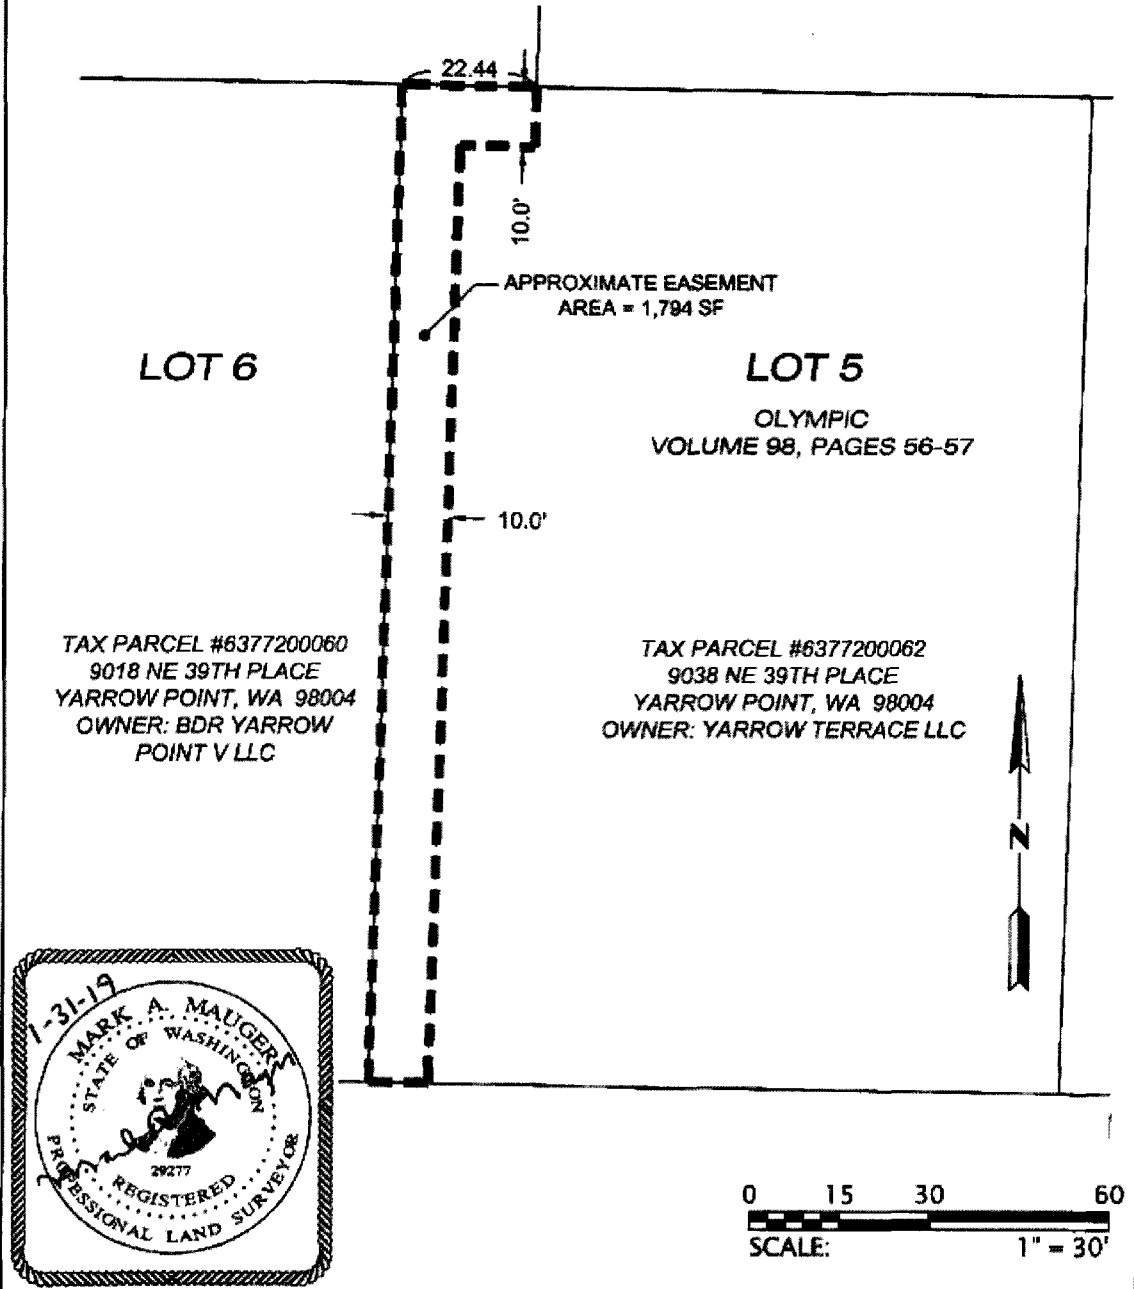 22.44
10.0'
APPROXIMATE EASEMENT
AREA = 1,794 SF
LOT 6
LOT 5
OLYMPIC
VOLUME 98, PAGES 56-57
10.0'
TAX PARCEL #6377200060
9018 NE 39TH PLACE
YARROW POINT, WA 98004
OWNER: BDR YARROW
POINT V LLC
TAX PARCEL #6377200062
9038 NE 39TH PLACE
YARROW POINT, WA 98004
OWNER: YARROW TERRACE LLC
N
1-31-19
MARK A. MAUGERS
STATE OF WASHINGTON
29277
REGISTERED
PROFESSIONAL LAND SURVEYOR
0 15 30 60
SCALE: 1" = 30'